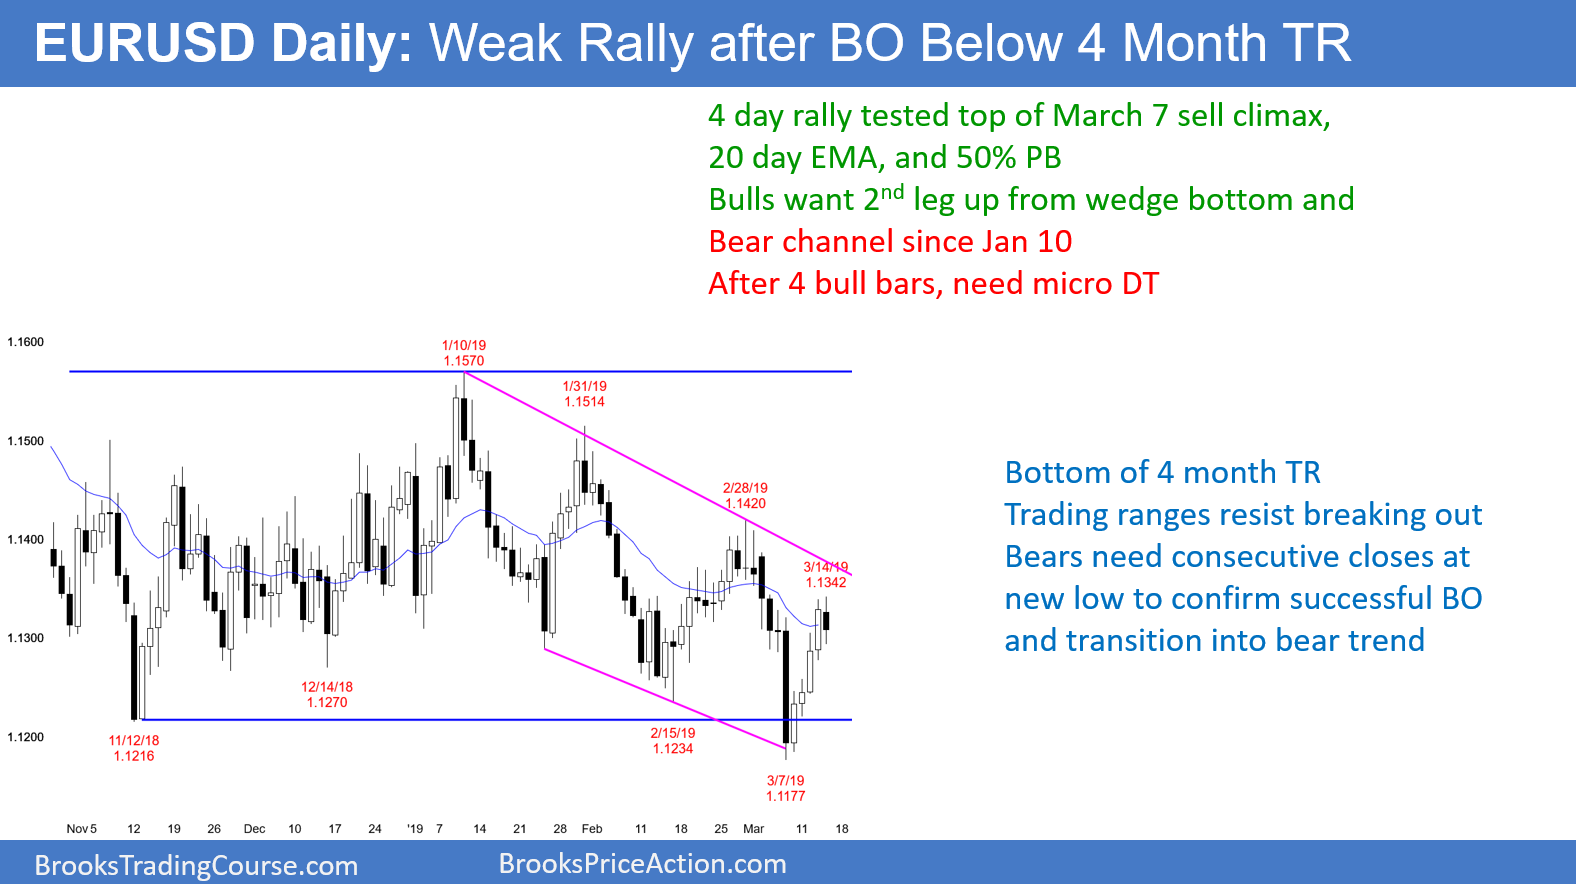 EURUSD Daily: Weak Rally after BO Below 4 Month TR
4 day rally tested top of March 7 sell climax,
20 day EMA, and 50% PB
Bulls want 2nd leg up from wedge bottom and
Bear channel since Jan 10
After 4 bull bars, need micro DT
1.1600
1/10/19
1.1570
1/31/19
1.1514
1.1500
2/28/19
1.1420
Bottom of 4 month TR
Trading ranges resist breaking out
Bears need consecutive closes at
new low to confirm successful BO
and transition into bear trend
1.1400
3/14/19
1.1342
1.1300
12/14/18
1.1270
1.1200
11/12/18
1.1216
2/15/19
1.1234
3/7/19
1.1177
Nov 5 12 19 26 Dec 10 17 24 '19 7 14 21 28 Feb 11 18 25 Mar 11 18
BrooksTradingCourse.com
BrooksPriceAction.com